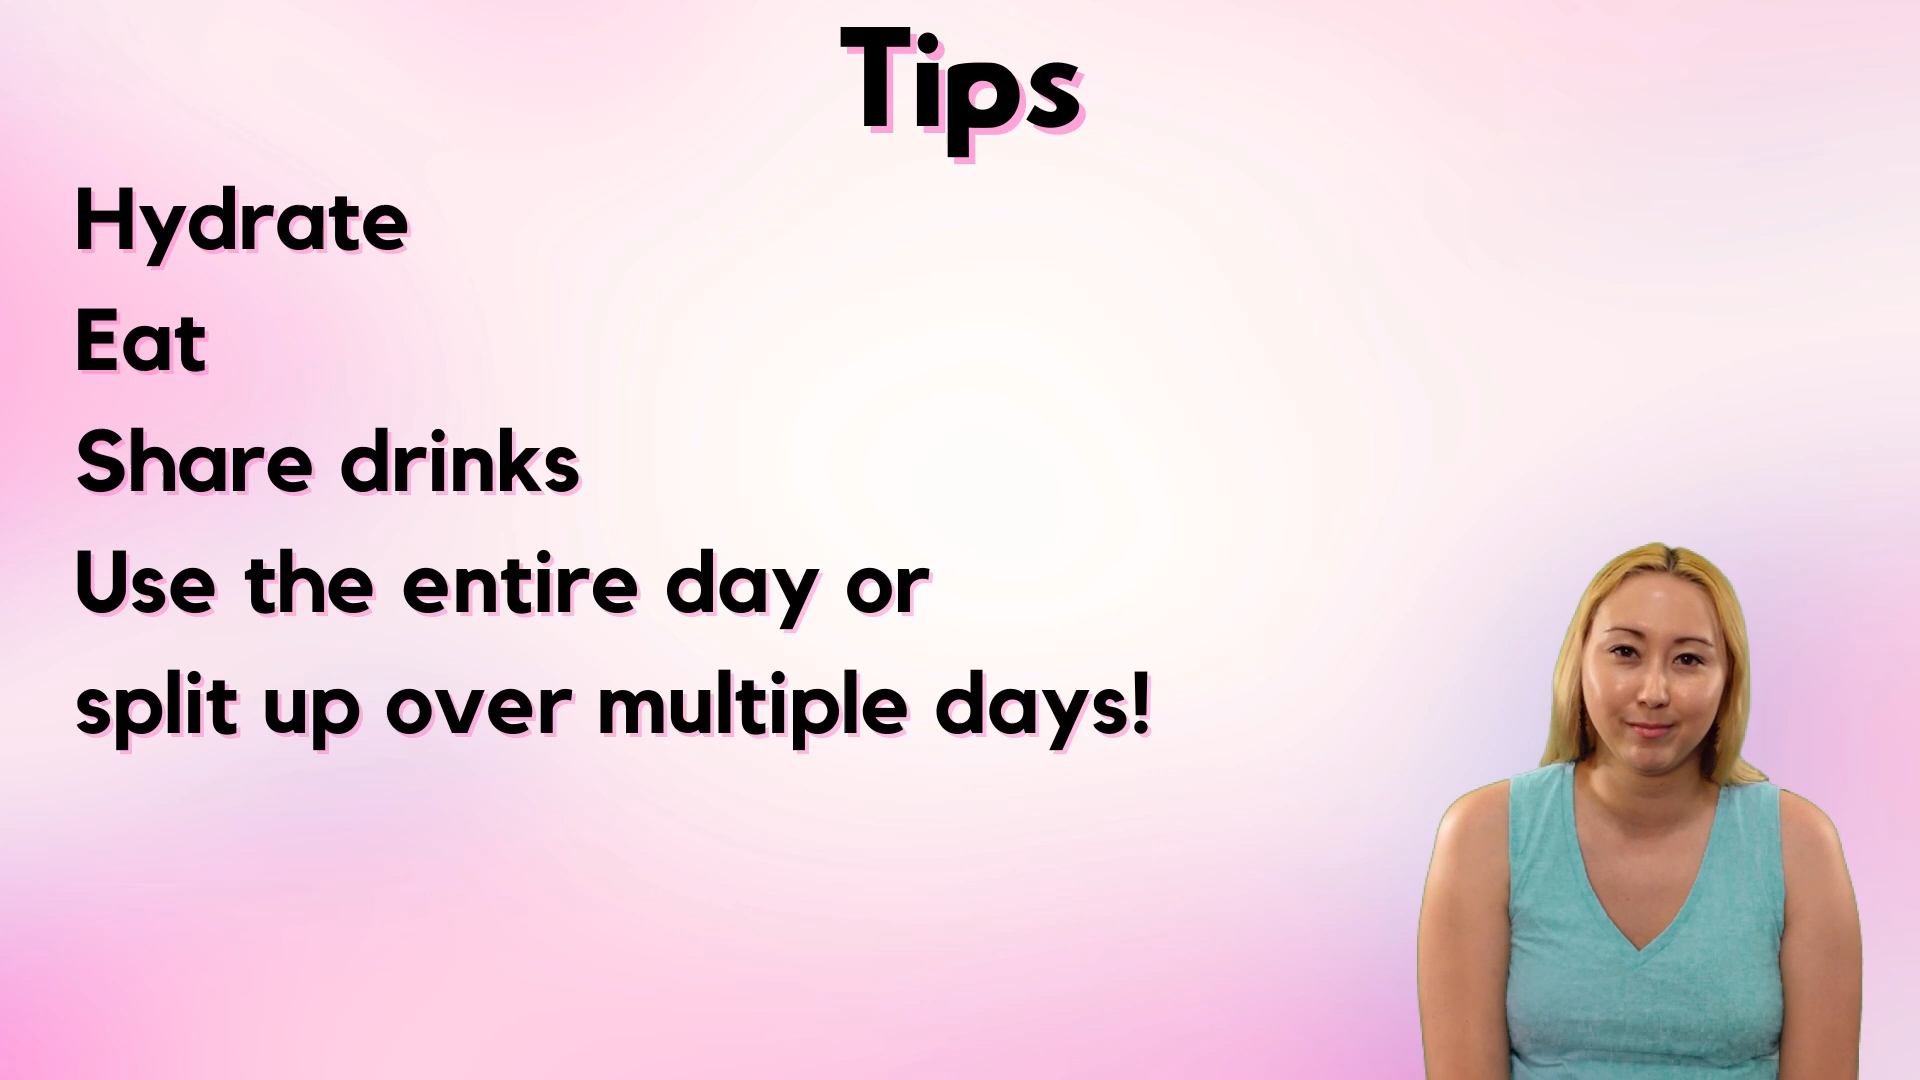 Tips
Hydrate
Eat
Share drinks
Use the entire day or
split up over multiple days!